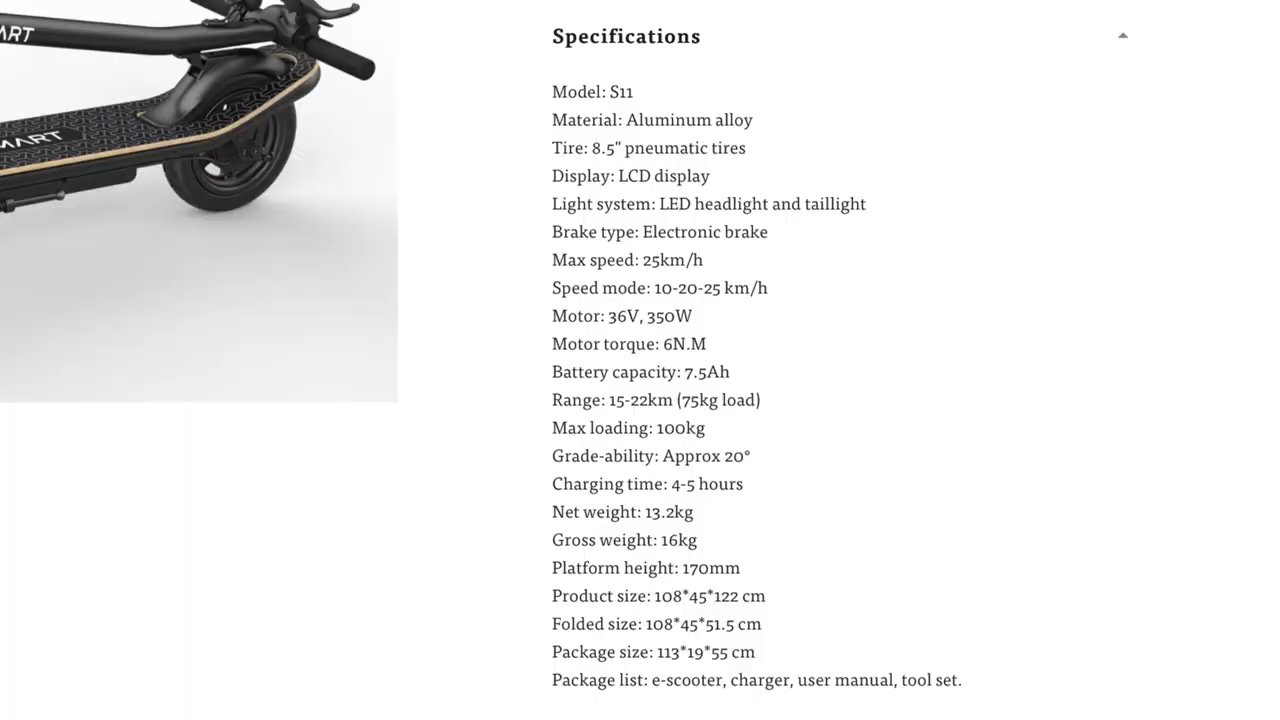 ART
MART
Specifications
Model: S11
Material: Aluminum alloy
Tire: 8.5" pneumatic tires
Display: LCD display
Light system: LED headlight and taillight
Brake type: Electronic brake
Max speed: 25km/h
Speed mode: 10-20-25 km/h
Motor: 36V, 350W
Motor torque: 6N.M
Battery capacity: 7.5Ah
Range: 15-22km (75kg load)
Max loading: 100kg
Grade-ability: Approx 20°
Charging time: 4-5 hours
Net weight: 13.2kg
Gross weight: 16kg
Platform height: 170mm
Product size: 108*45*122 cm
Folded size: 108*45*51.5 cm
Package size: 113*19*55 cm
Package list: e-scooter, charger, user manual, tool set.